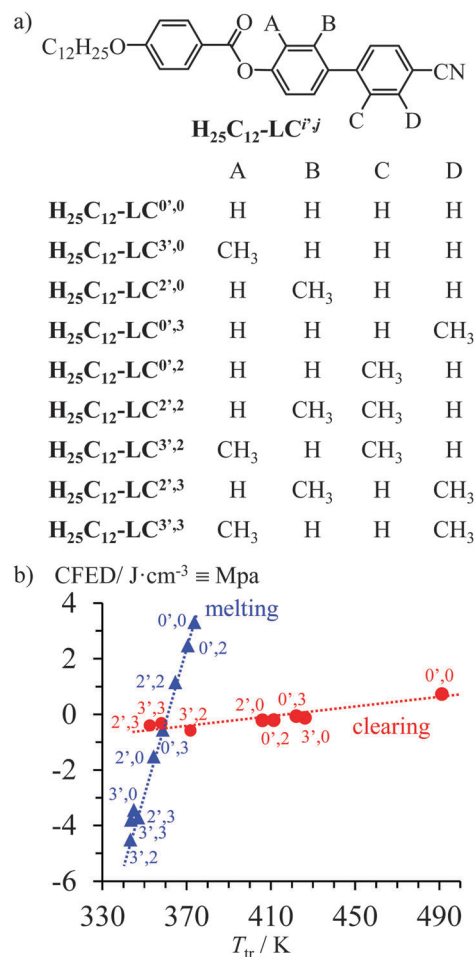 a)
A B
C₁₂H₂₅O O O CN
C D
H₂₅C₁₂-LCⁱ'ʲ
A B C D
H₂₅C₁₂-LC⁰',⁰ H H H H
H₂₅C₁₂-LC³',⁰ CH₃ H H H
H₂₅C₁₂-LC²',⁰ H CH₃ H H
H₂₅C₁₂-LC⁰',³ H H H CH₃
H₂₅C₁₂-LC⁰',² H H CH₃ H
H₂₅C₁₂-LC²',² H CH₃ CH₃ H
H₂₅C₁₂-LC³',² CH₃ H CH₃ H
H₂₅C₁₂-LC²',³ H CH₃ H CH₃
H₂₅C₁₂-LC³',³ CH₃ H H CH₃
b) CFED/ J·cm⁻³ ≡ Mpa
4
0',0 melting
0',2
2
2',2
0',0
0
2',3 3',3 3',2 2',0 0',3
0',2 3',0 clearing
0',3
2',0
-2
3',0
2',3
-4
3',3
3',2
-6
330 370 410 450 490
Tₜᵣ / K